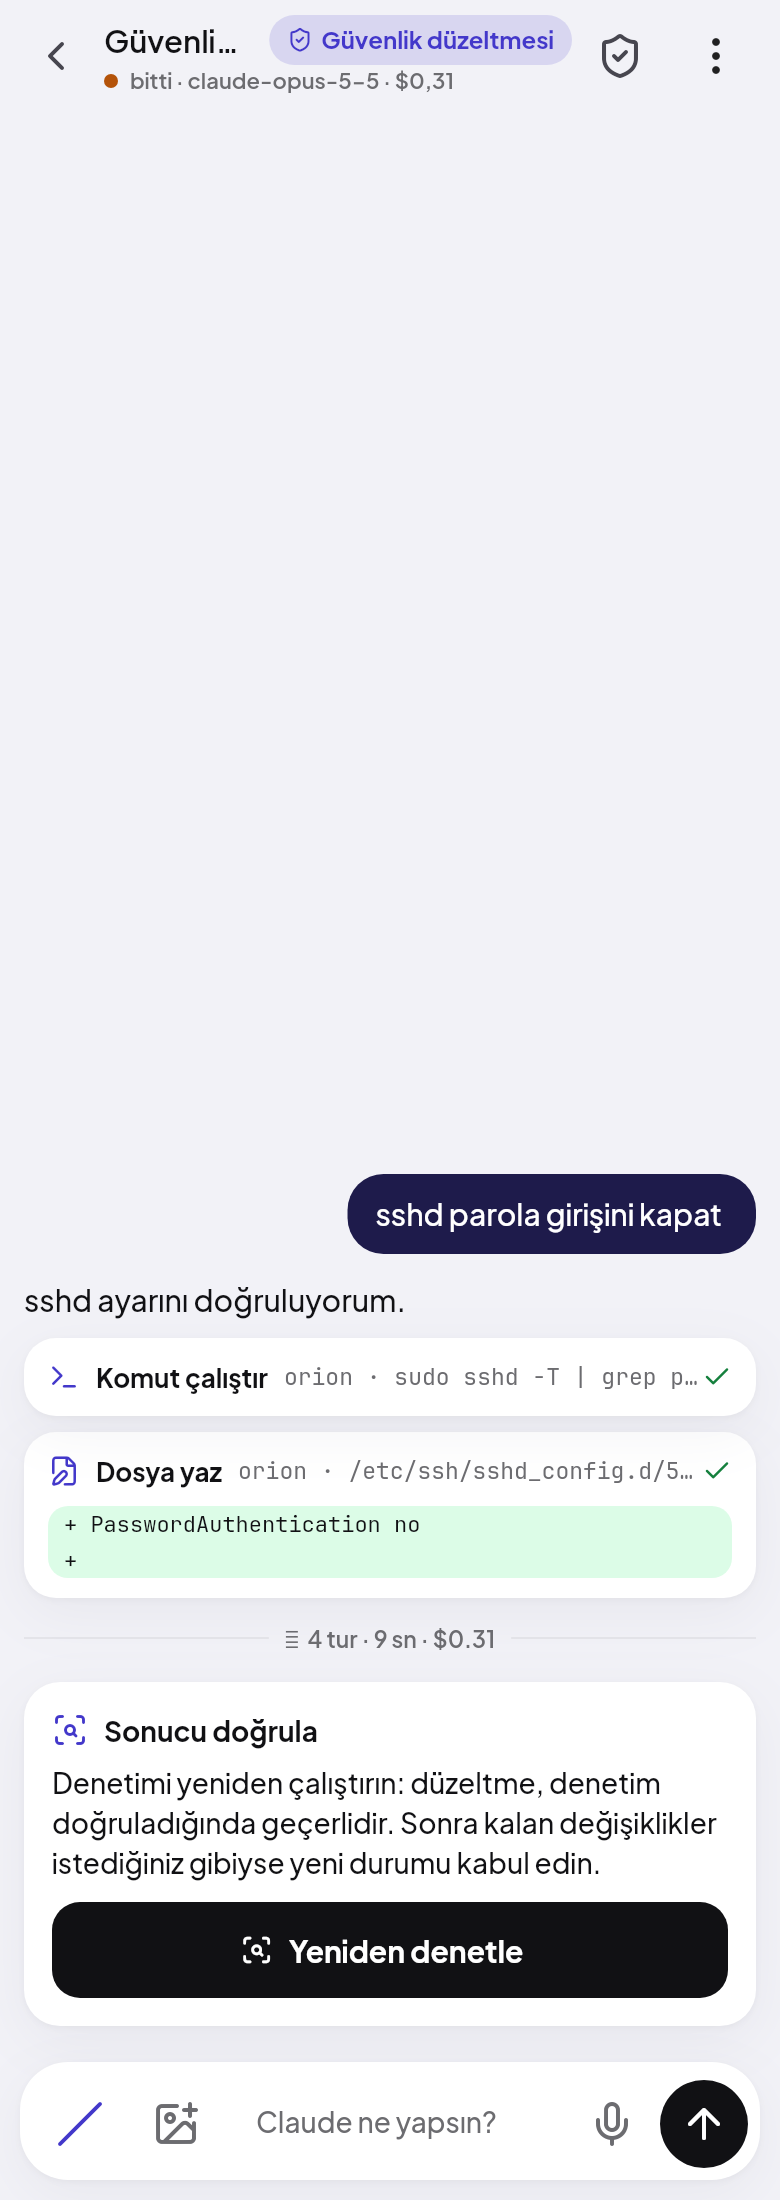 Güvenli…
Güvenlik düzeltmesi
bitti · claude-opus-5-5 · $0,31
sshd parola girişini kapat
sshd ayarını doğruluyorum.
Komut çalıştır orion · sudo sshd -T | grep p…
Dosya yaz orion · /etc/ssh/sshd_config.d/5…
+ PasswordAuthentication no
+
4 tur · 9 sn · $0.31
Sonucu doğrula
Denetimi yeniden çalıştırın: düzeltme, denetim
doğruladığında geçerlidir. Sonra kalan değişiklikler
istediğiniz gibiyse yeni durumu kabul edin.
Yeniden denetle
Claude ne yapsın?